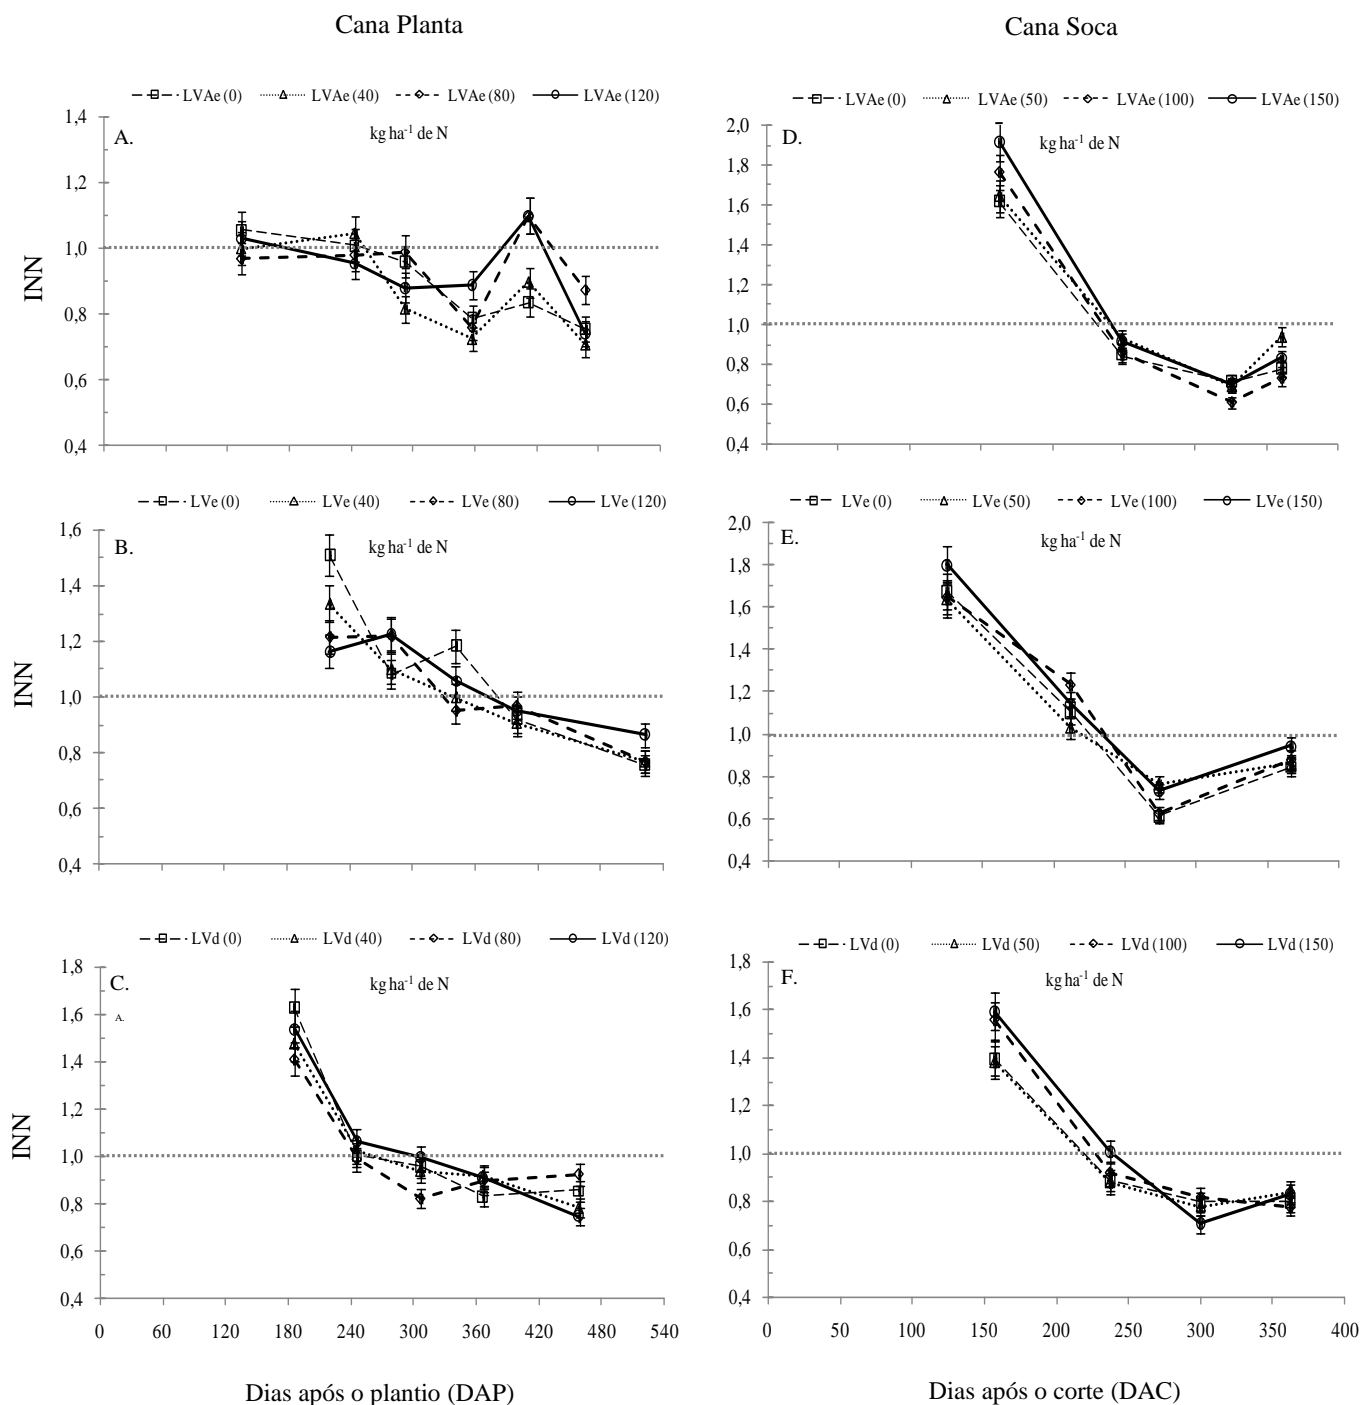 Cana Planta
Cana Soca
LVAe (0) LVAe (40) LVAe (80) LVAe (120)
A.
kg ha⁻¹ de N
1,4
1,2
1,0
0,8
0,6
0,4
INN
LVAe (0) LVAe (50) LVAe (100) LVAe (150)
D.
kg ha⁻¹ de N
2,0
1,8
1,6
1,4
1,2
1,0
0,8
0,6
0,4
LVe (0) LVe (40) LVe (80) LVe (120)
B.
kg ha⁻¹ de N
1,6
1,4
1,2
1,0
0,8
0,6
0,4
INN
LVe (0) LVe (50) LVe (100) LVe (150)
E.
kg ha⁻¹ de N
2,0
1,8
1,6
1,4
1,2
1,0
0,8
0,6
0,4
LVd (0) LVd (40) LVd (80) LVd (120)
C.
A.
kg ha⁻¹ de N
1,8
1,6
1,4
1,2
1,0
0,8
0,6
0,4
INN
0 60 120 180 240 300 360 420 480 540
Dias após o plantio (DAP)
LVd (0) LVd (50) LVd (100) LVd (150)
F.
kg ha⁻¹ de N
1,8
1,6
1,4
1,2
1,0
0,8
0,6
0,4
0 50 100 150 200 250 300 350 400
Dias após o corte (DAC)